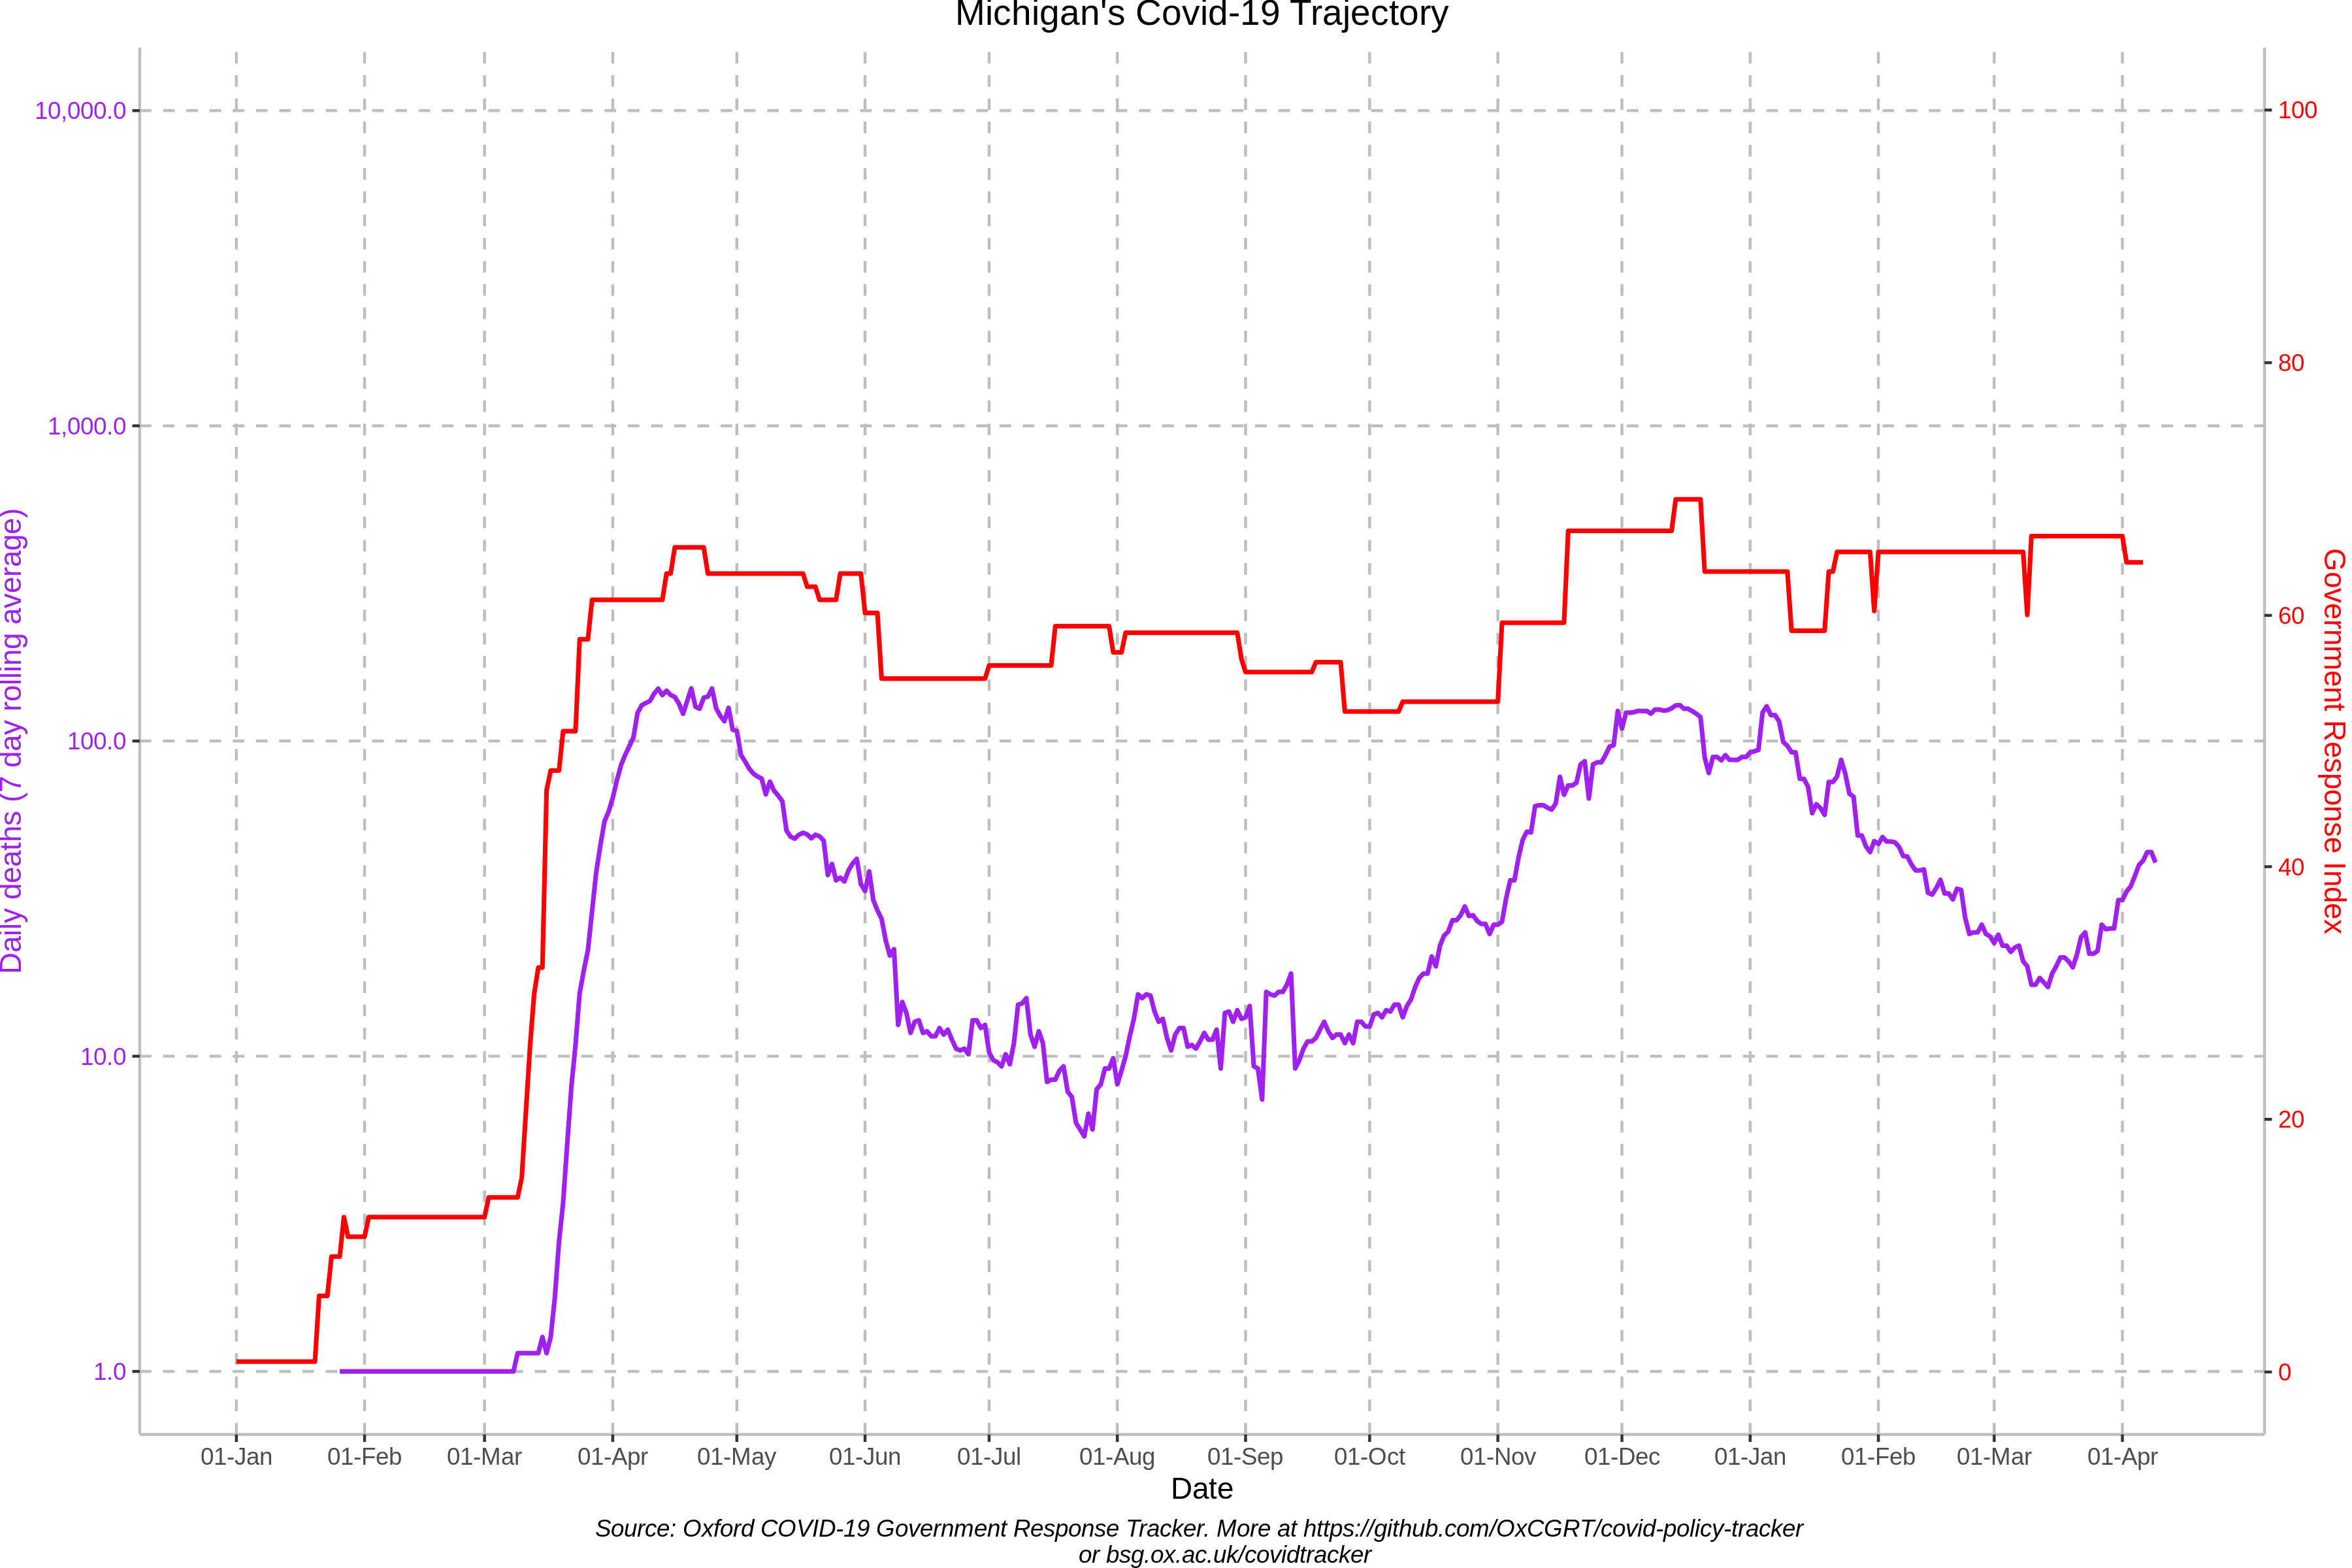 Michigan's Covid-19 Trajectory
10,000.0
1,000.0
100.0
10.0
1.0
Daily deaths (7 day rolling average)
100
80
60
40
20
0
Government Response Index
01-Jan 01-Feb 01-Mar 01-Apr 01-May 01-Jun 01-Jul 01-Aug 01-Sep 01-Oct 01-Nov 01-Dec 01-Jan 01-Feb 01-Mar 01-Apr
Date
Source: Oxford COVID-19 Government Response Tracker. More at https://github.com/OxCGRT/covid-policy-tracker
or bsg.ox.ac.uk/covidtracker